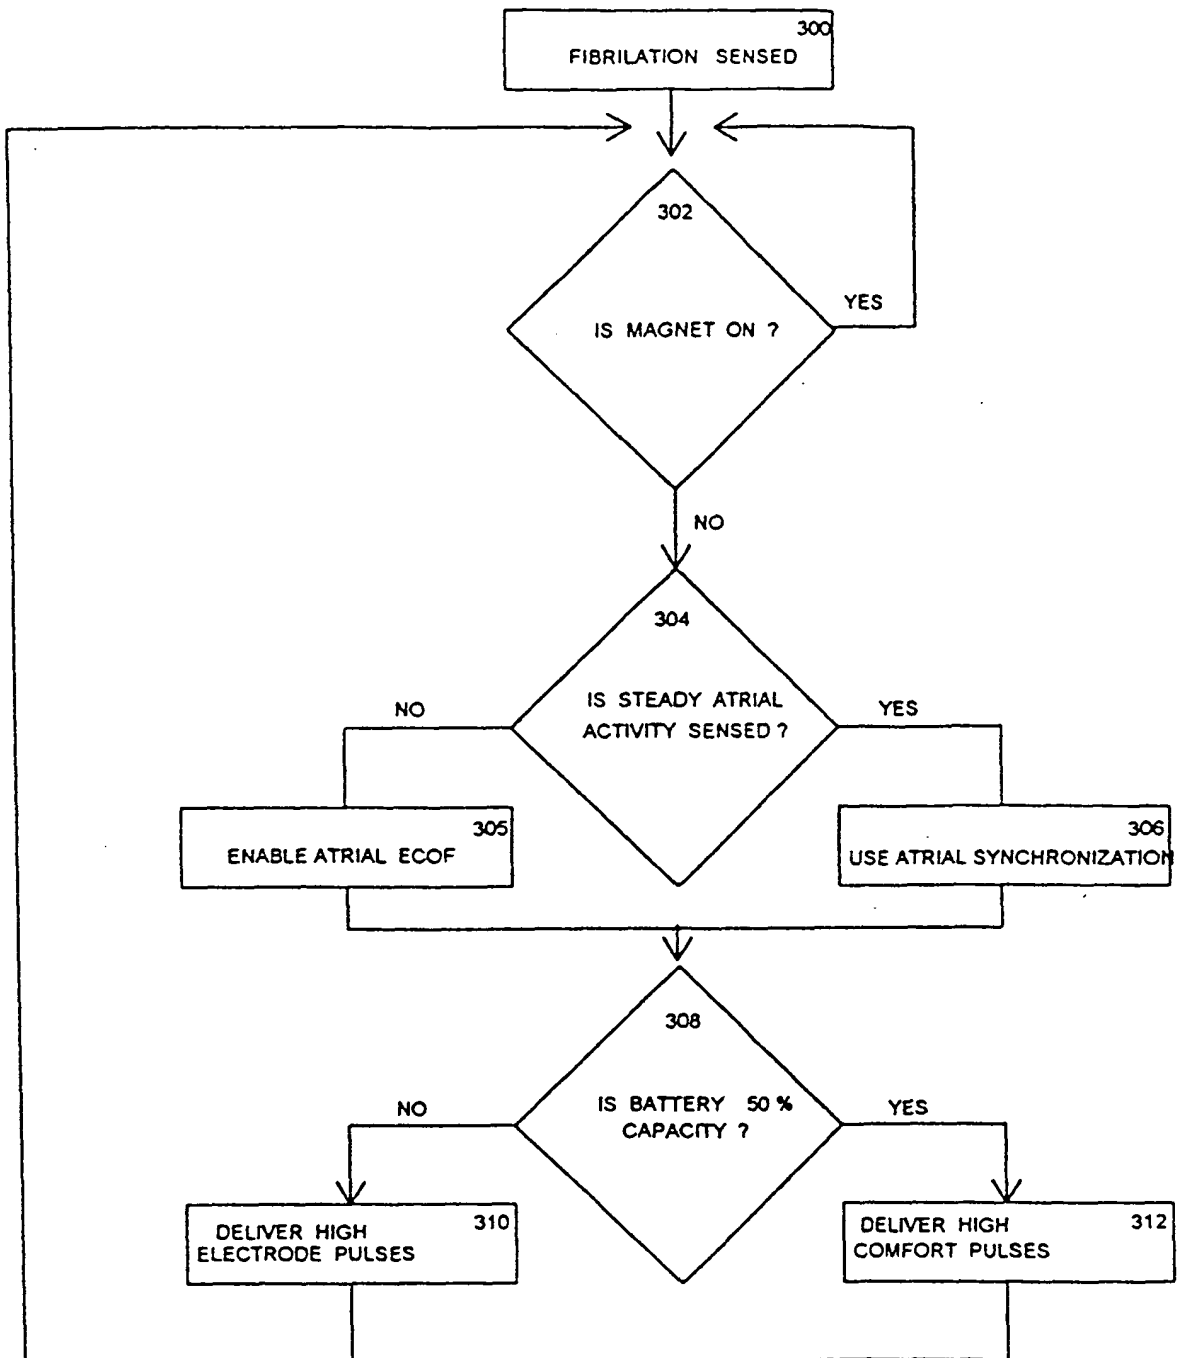 300
FIBRILATION SENSED
302
IS MAGNET ON ?
YES
NO
304
IS STEADY ATRIAL
ACTIVITY SENSED ?
NO
YES
305
ENABLE ATRIAL ECOF
306
USE ATRIAL SYNCHRONIZATION
308
IS BATTERY 50 %
CAPACITY ?
NO
YES
310
DELIVER HIGH
ELECTRODE PULSES
312
DELIVER HIGH
COMFORT PULSES